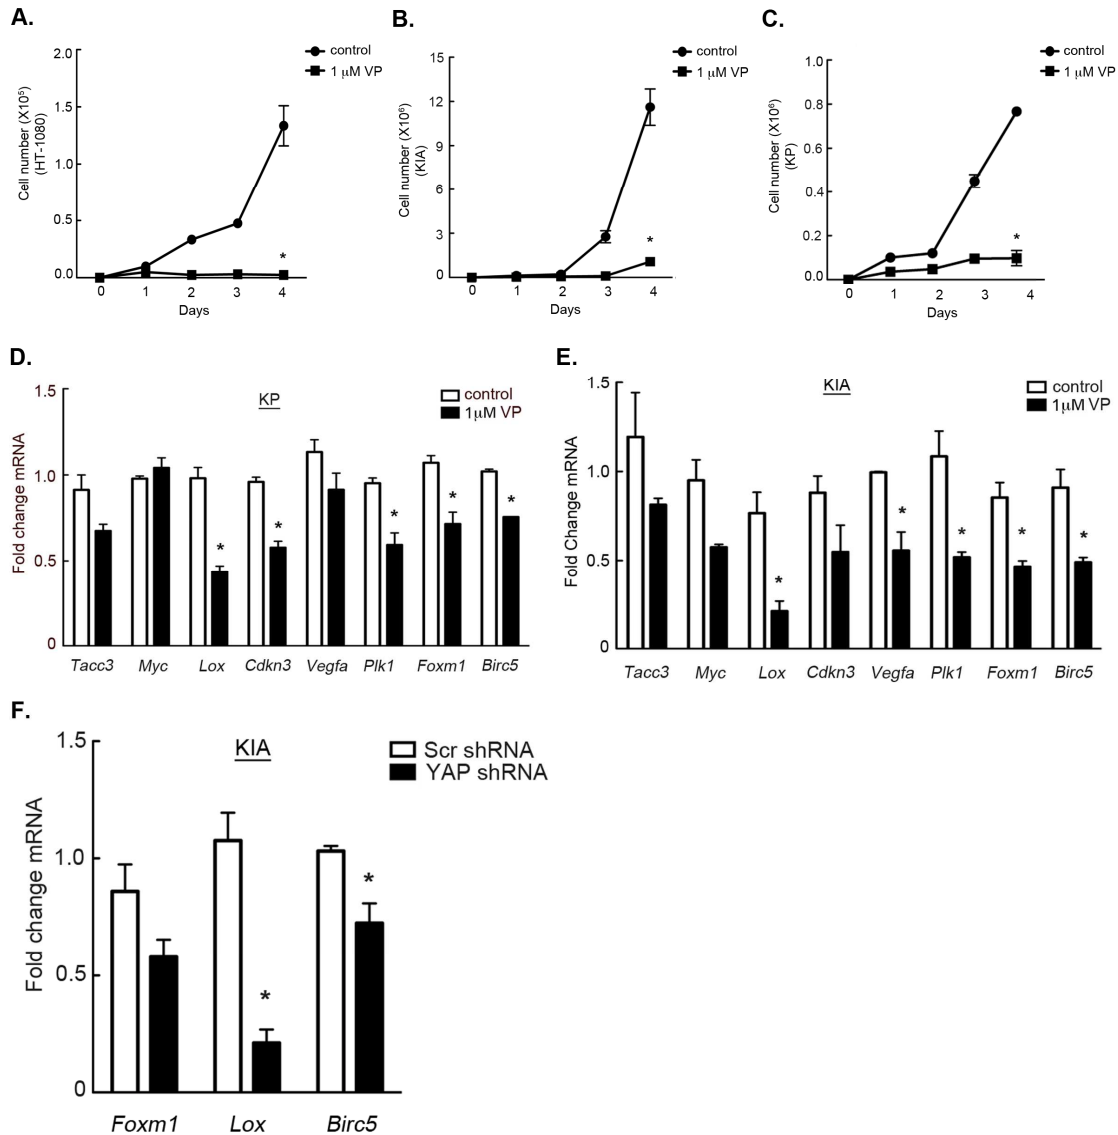 A.
2.0
1.5
1.0
0.5
0.0
Cell number (X10⁵)
(HT-1080)
0 1 2 3 4
Days
control
1 µM VP
*
B.
15
12
9
6
3
0
Cell number (X10⁶)
(KIA)
0 1 2 3 4
Days
control
1 µM VP
*
C.
1.0
0.8
0.6
0.4
0.2
0.0
Cell number (X10⁶)
(KP)
0 1 2 3 4
Days
control
1 µM VP
*
D.
KP
control
1µM VP
1.5
1.0
0.5
0
Fold change mRNA
* * * * *
Tacc3 Myc Lox Cdkn3 Vegfa Plk1 Foxm1 Birc5
E.
KIA
control
1µM VP
1.5
1.0
0.5
0
Fold Change mRNA
* * * * *
Tacc3 Myc Lox Cdkn3 Vegfa Plk1 Foxm1 Birc5
F.
KIA
Scr shRNA
YAP shRNA
1.5
1.0
0.5
0
Fold change mRNA
* *
Foxm1 Lox Birc5